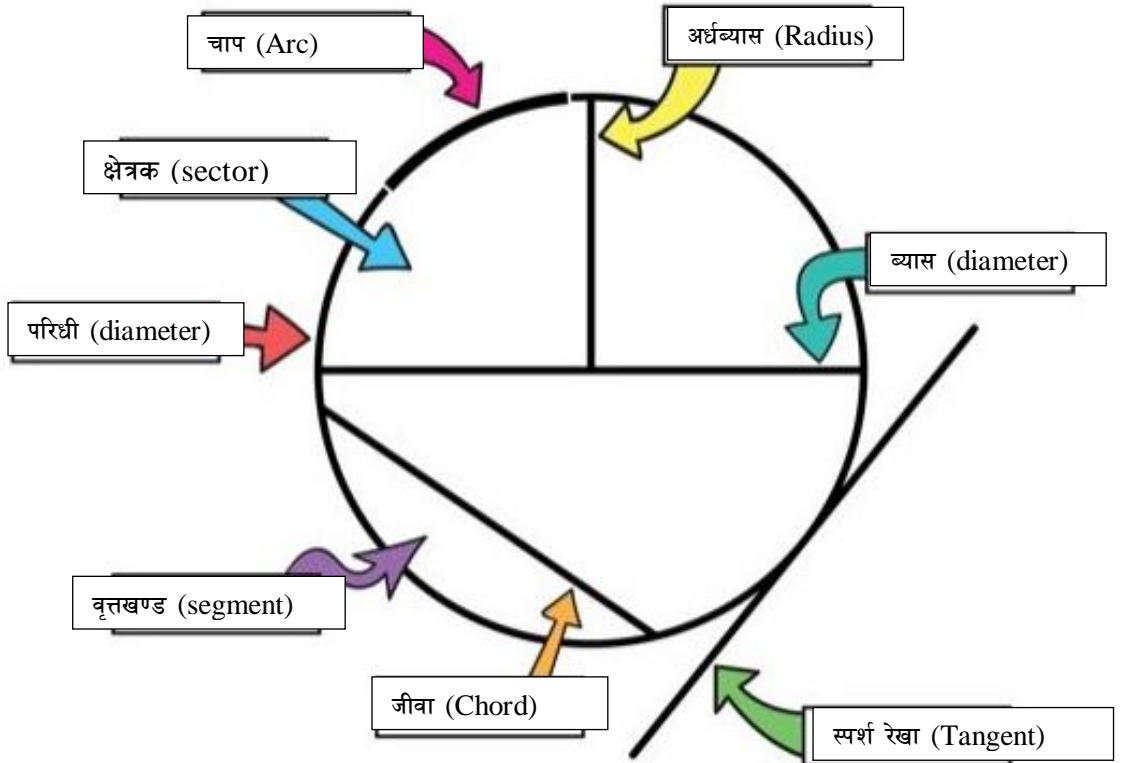 चाप (Arc)
अर्धब्यास (Radius)
क्षेत्रक (sector)
ब्यास (diameter)
परिधी (diameter)
वृत्तखण्ड (segment)
जीवा (Chord)
स्पर्श रेखा (Tangent)